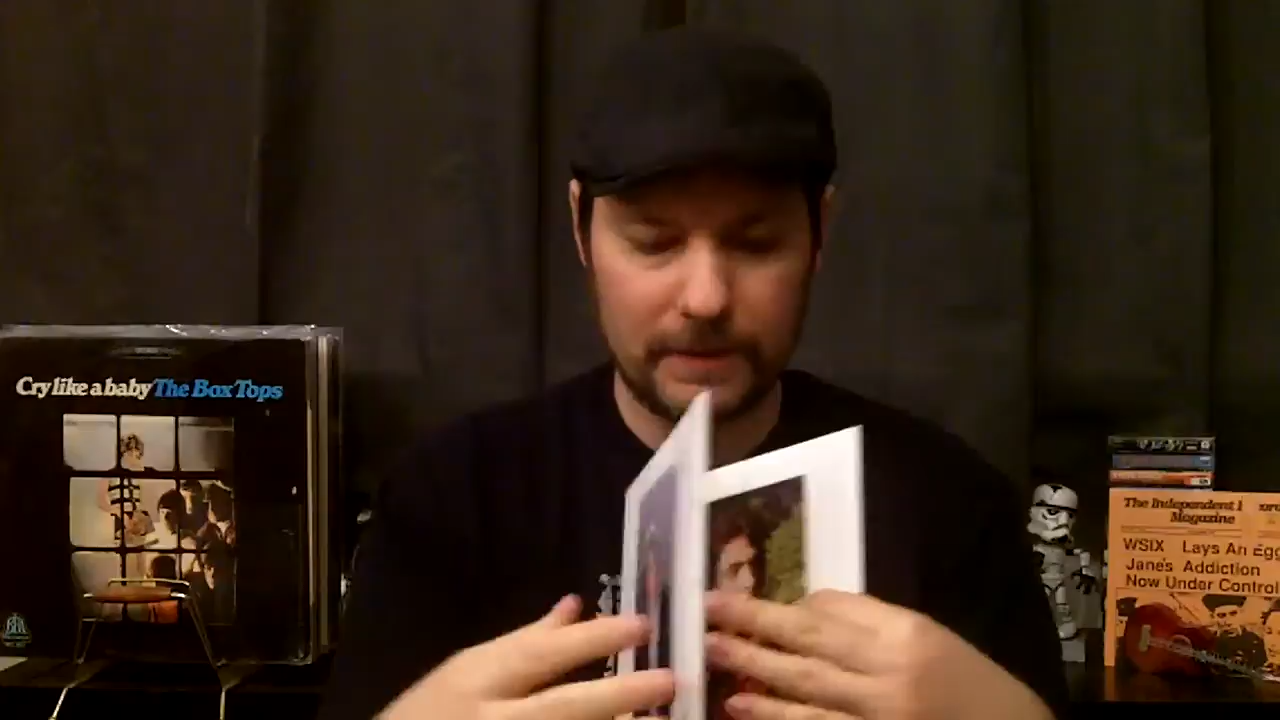 Cry like a baby The Box Tops
The Independent
Magazine
WSIX Lays An Egg
Jane's Addiction
Now Under Control